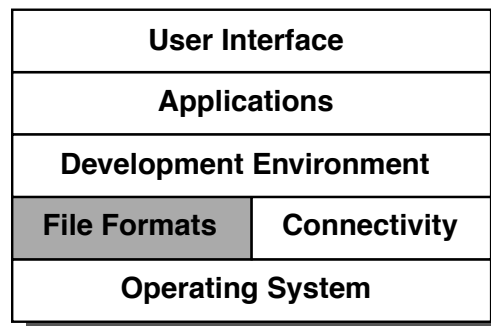 User Interface
Applications
Development Environment
File Formats Connectivity
Operating System